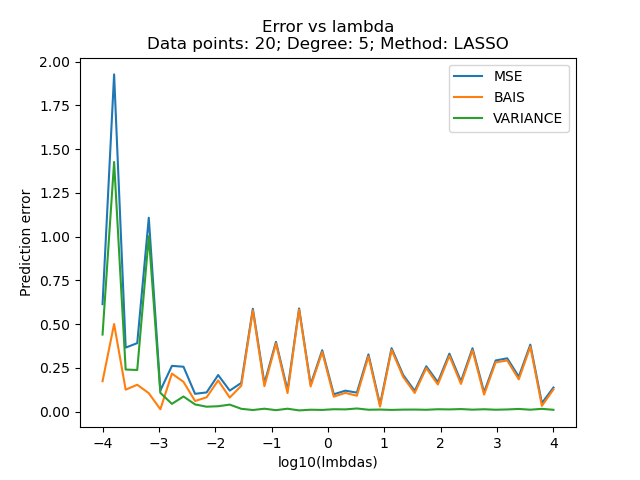 Error vs lambda
Data points: 20; Degree: 5; Method: LASSO
MSE
BAIS
VARIANCE
Prediction error
2.00
1.75
1.50
1.25
1.00
0.75
0.50
0.25
0.00
−4
−3
−2
−1
0
1
2
3
4
log10(lmbdas)